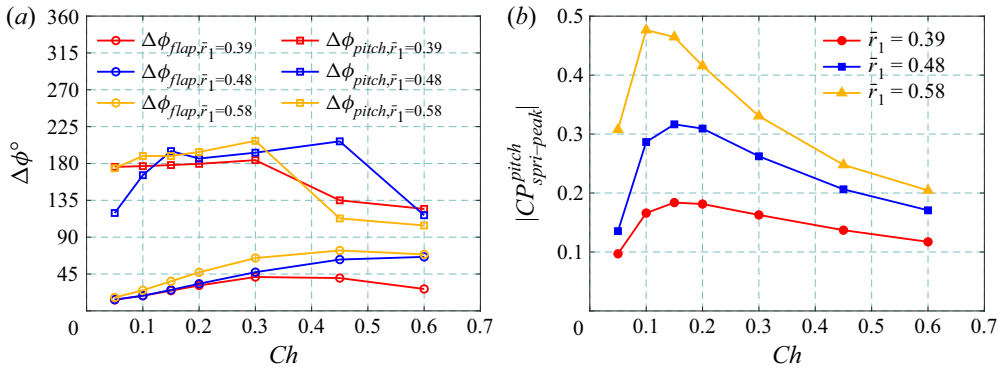 (a)
360
315
270
225
180
135
90
45
0
Δϕ°
Δϕflap,r̄1=0.39
Δϕflap,r̄1=0.48
Δϕflap,r̄1=0.58
Δϕpitch,r̄1=0.39
Δϕpitch,r̄1=0.48
Δϕpitch,r̄1=0.58
0.1 0.2 0.3 0.4 0.5 0.6 0.7
Ch
(b)
0.5
0.4
0.3
0.2
0.1
0
|CP^pitch_spri–peak|
r̄1 = 0.39
r̄1 = 0.48
r̄1 = 0.58
0.1 0.2 0.3 0.4 0.5 0.6 0.7
Ch